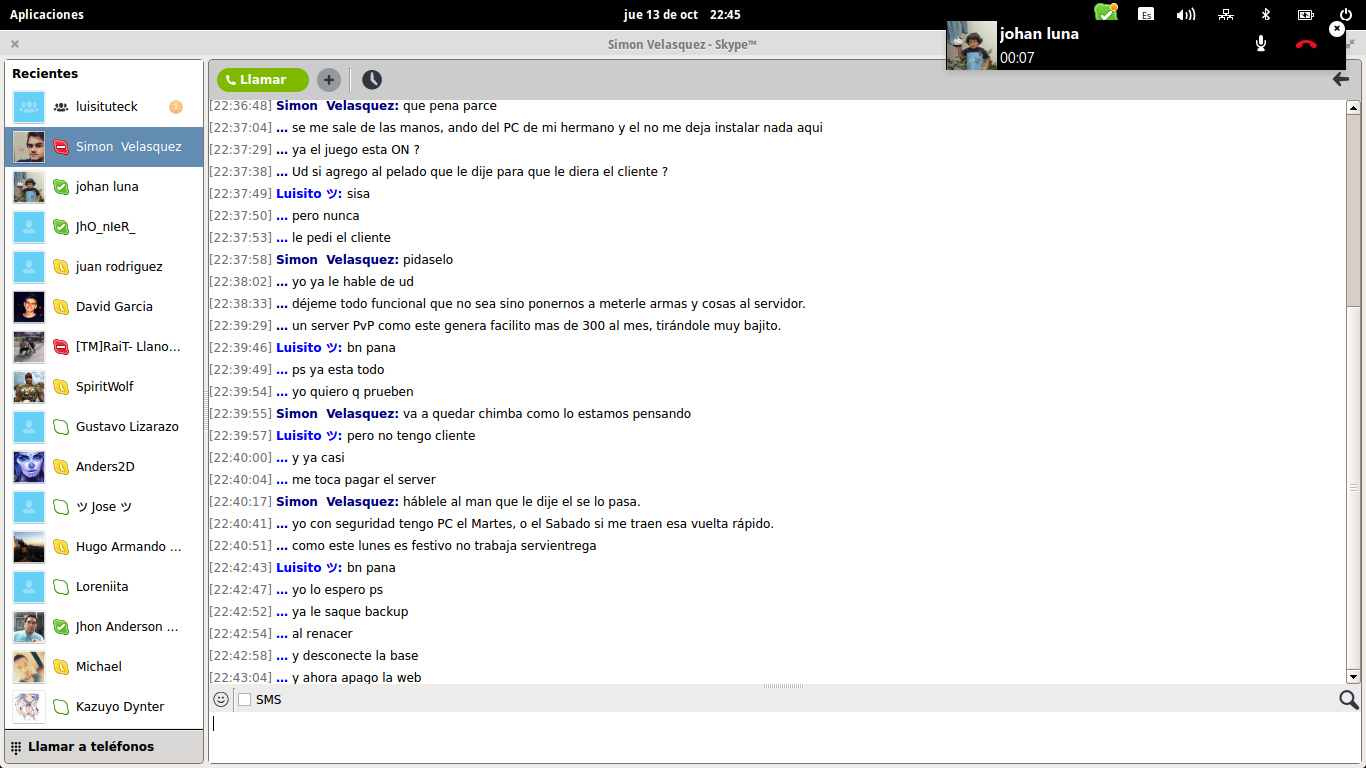 Aplicaciones
jue 13 de oct 22:45
Es
johan luna
00:07
Simon Velasquez - Skype™
Recientes
luisituteck 1
Simon Velasquez
johan luna
JhO_nIeR_
juan rodriguez
David Garcia
[TM]RaiT- Llano...
SpiritWolf
Gustavo Lizarazo
Anders2D
ツ Jose ツ
Hugo Armando ...
Loreniita
Jhon Anderson ...
Michael
Kazuyo Dynter
Llamar a teléfonos
Llamar
[22:36:48] Simon Velasquez: que pena parce
[22:37:04] ... se me sale de las manos, ando del PC de mi hermano y el no me deja instalar nada aqui
[22:37:29] ... ya el juego esta ON ?
[22:37:38] ... Ud si agrego al pelado que le dije para que le diera el cliente ?
[22:37:49] Luisito ツ: sisa
[22:37:50] ... pero nunca
[22:37:53] ... le pedi el cliente
[22:37:58] Simon Velasquez: pidaselo
[22:38:02] ... yo ya le hable de ud
[22:38:33] ... déjeme todo funcional que no sea sino ponernos a meterle armas y cosas al servidor.
[22:39:29] ... un server PvP como este genera facilito mas de 300 al mes, tirándole muy bajito.
[22:39:46] Luisito ツ: bn pana
[22:39:49] ... ps ya esta todo
[22:39:54] ... yo quiero q prueben
[22:39:55] Simon Velasquez: va a quedar chimba como lo estamos pensando
[22:39:57] Luisito ツ: pero no tengo cliente
[22:40:00] ... y ya casi
[22:40:04] ... me toca pagar el server
[22:40:17] Simon Velasquez: háblele al man que le dije el se lo pasa.
[22:40:41] ... yo con seguridad tengo PC el Martes, o el Sabado si me traen esa vuelta rápido.
[22:40:51] ... como este lunes es festivo no trabaja servientrega
[22:42:43] Luisito ツ: bn pana
[22:42:47] ... yo lo espero ps
[22:42:52] ... ya le saque backup
[22:42:54] ... al renacer
[22:42:58] ... y desconecte la base
[22:43:04] ... y ahora apago la web
SMS